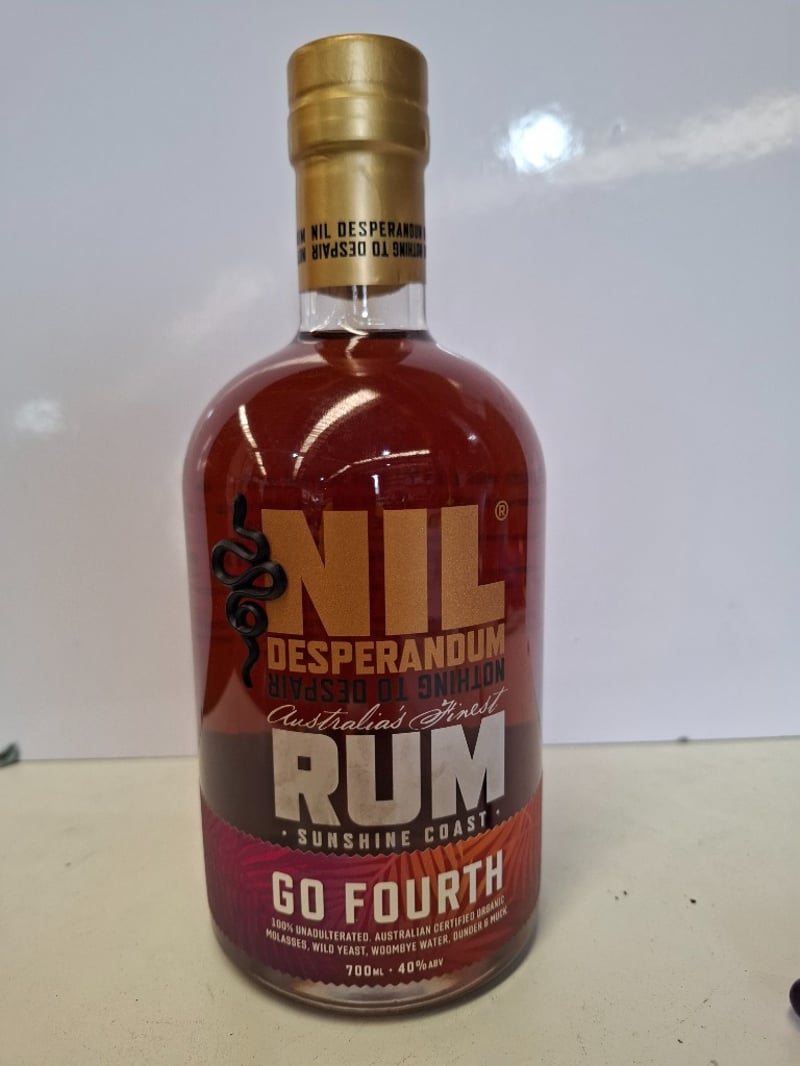 NIL DESPERANDUM
NOTHING TO DESPAIR
NIL®
DESPERANDUM
NOTHING TO DESPAIR
Australia's Finest
RUM
• SUNSHINE COAST •
GO FOURTH
100% UNADULTERATED. AUSTRALIAN CERTIFIED ORGANIC
MOLASSES, WILD YEAST, WOOMBYE WATER, DUNDER & MUCK
700ML • 40% ABV